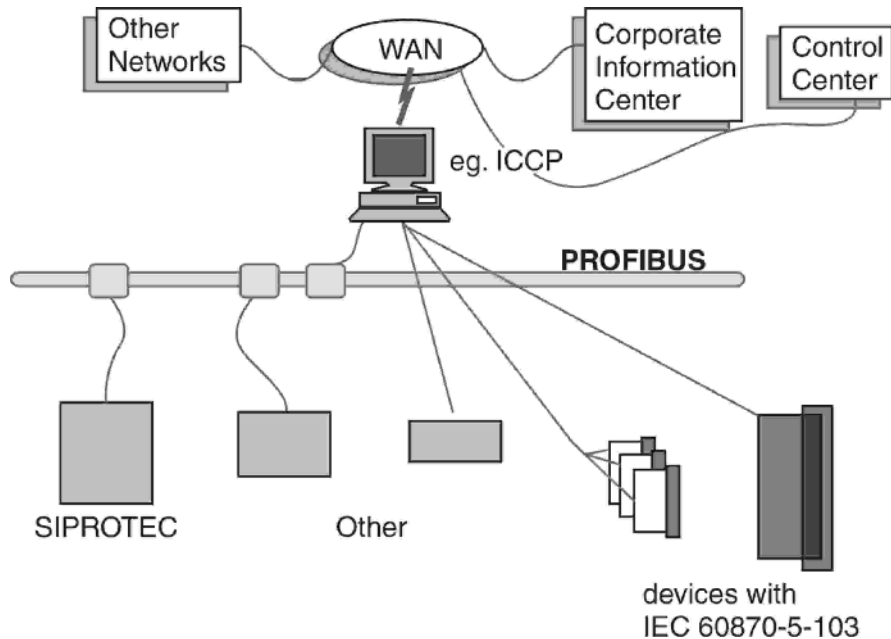 Other
Networks
WAN
Corporate
Information
Center
Control
Center
eg. ICCP
PROFIBUS
SIPROTEC
Other
devices with
IEC 60870-5-103